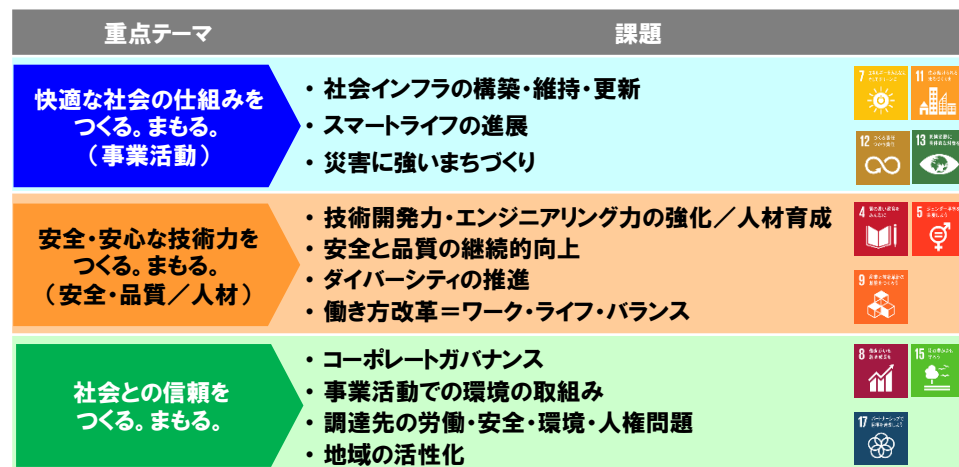 重点テーマ
課題
快適な社会の仕組みを
つくる。まもる。
（事業活動）
・ 社会インフラの構築・維持・更新
・ スマートライフの進展
・ 災害に強いまちづくり
7
11
12 つくる責任
つかう責任
13
安全・安心な技術力を
つくる。まもる。
（安全・品質／人材）
・ 技術開発力・エンジニアリング力の強化／人材育成
・ 安全と品質の継続的向上
・ ダイバーシティの推進
・ 働き方改革＝ワーク・ライフ・バランス
4
5
9
社会との信頼を
つくる。まもる。
・ コーポレートガバナンス
・ 事業活動での環境の取組み
・ 調達先の労働・安全・環境・人権問題
・ 地域の活性化
8
15
17